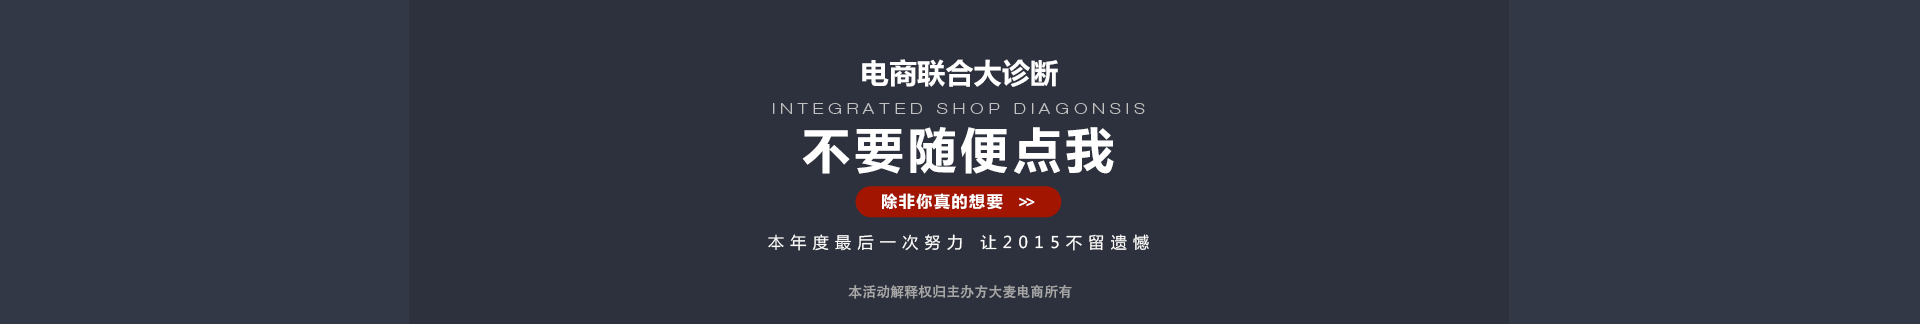 电商联合大诊断
INTEGRATED SHOP DIAGONSIS
不要随便点我
除非你真的想要 >>
本年度最后一次努力 让2015不留遗憾
本活动解释权归主办方大麦电商所有